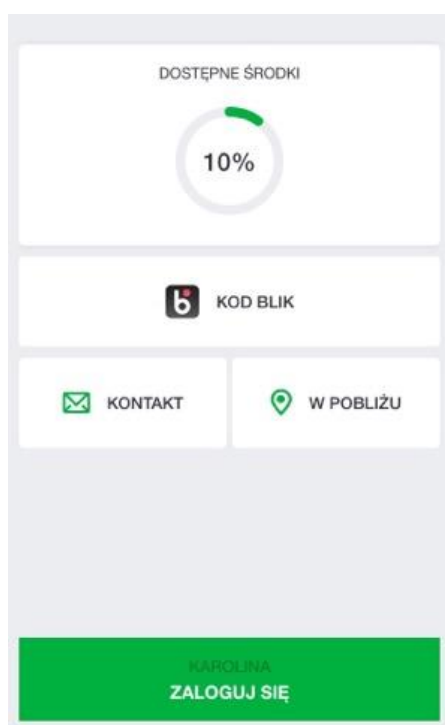 DOSTĘPNE ŚRODKI
10%
KOD BLIK
KONTAKT
W POBLIŻU
KAROLINA
ZALOGUJ SIĘ